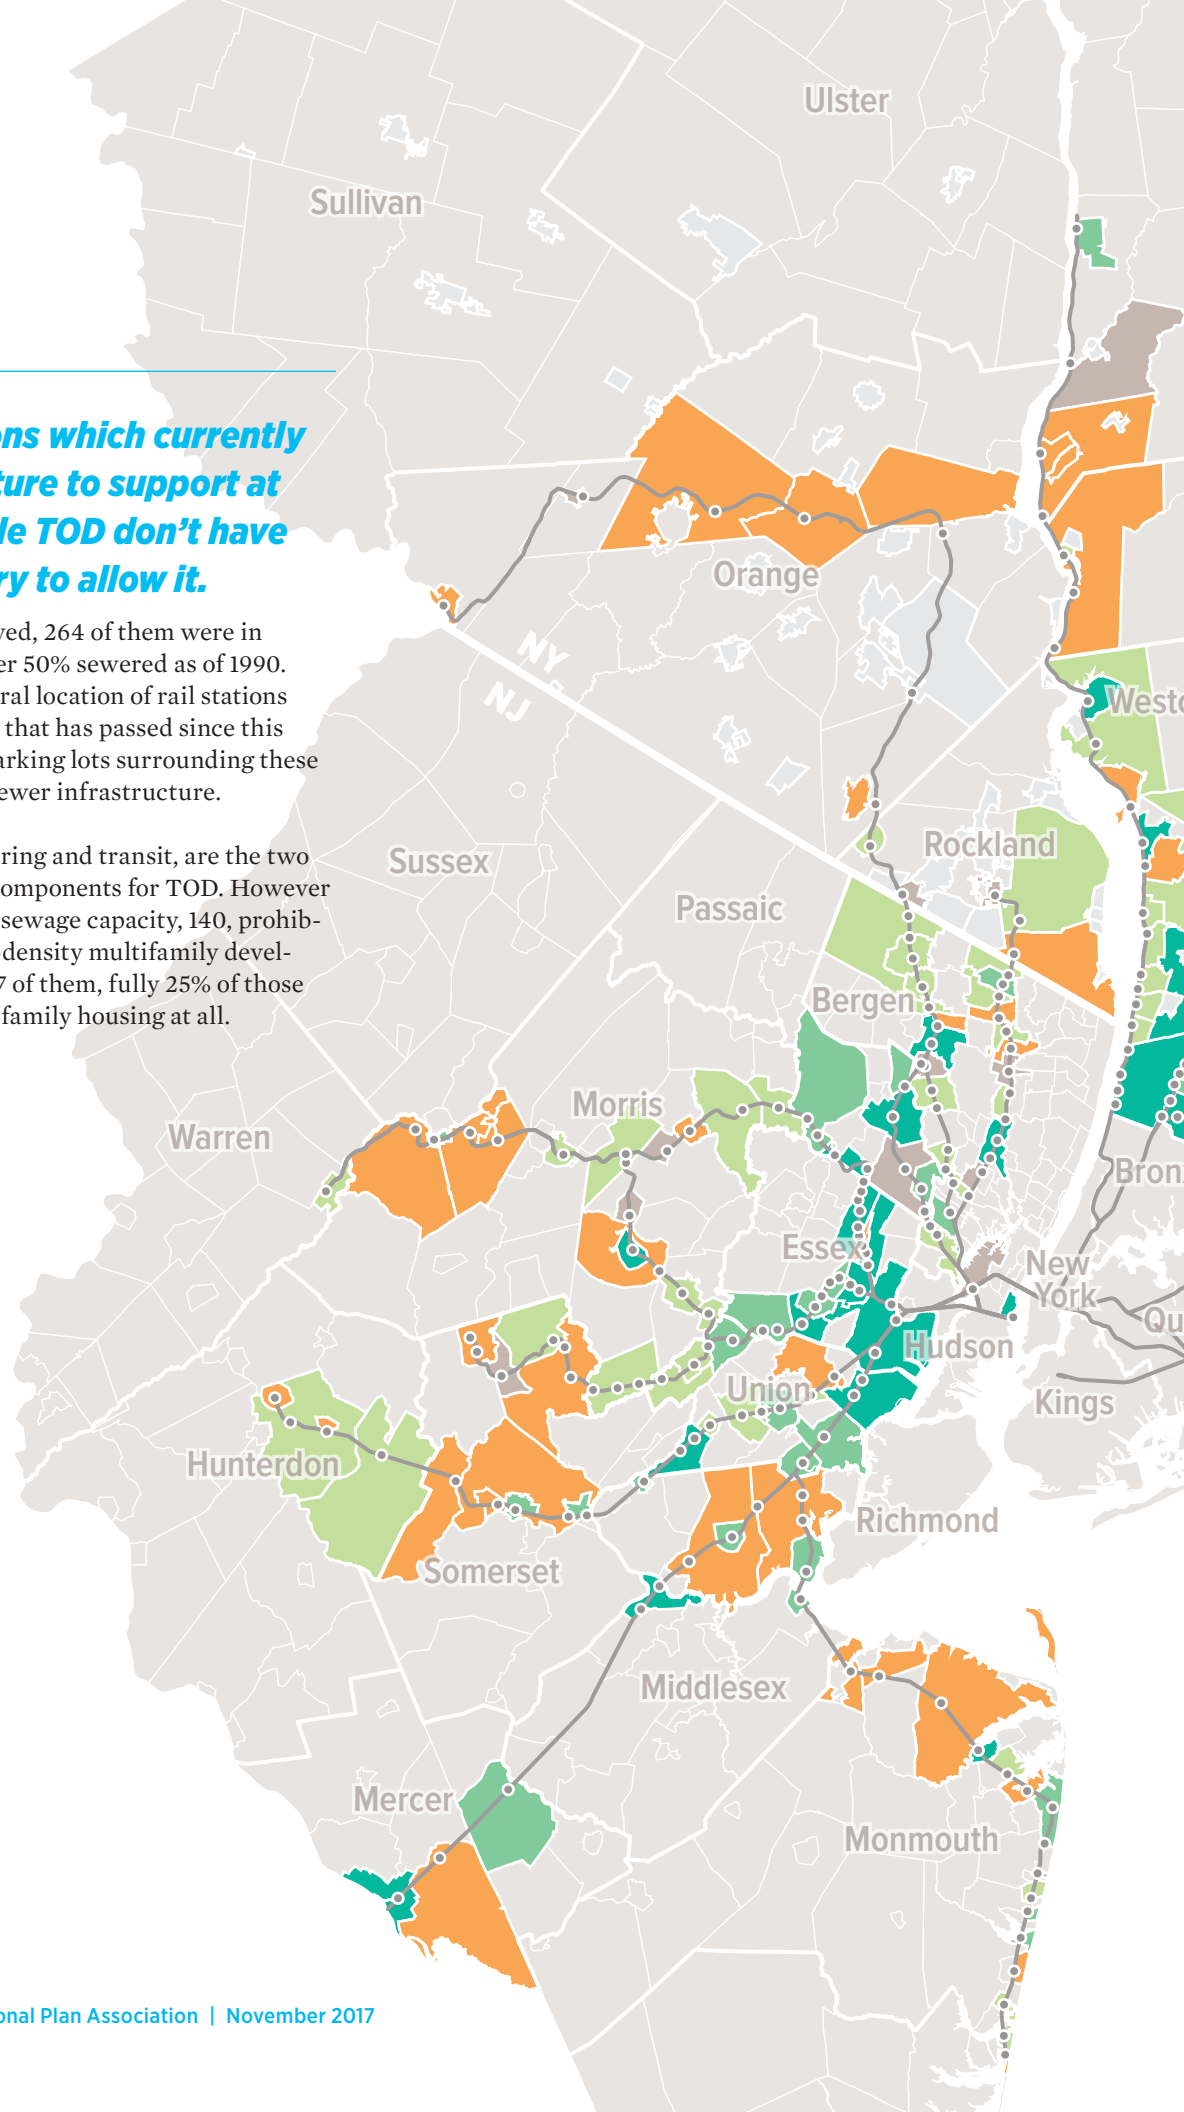 Ulster
Sullivan
ons which currently
ture to support at
le TOD don't have
ry to allow it.
Orange
ved, 264 of them were in
er 50% sewered as of 1990.
ral location of rail stations
that has passed since this
arking lots surrounding these
ewer infrastructure.
NY
NJ
Westc
ring and transit, are the two
omponents for TOD. However
sewage capacity, 140, prohib-
-density multifamily devel-
7 of them, fully 25% of those
family housing at all.
Sussex
Rockland
Passaic
Bergen
Morris
Warren
Bron
Essex
New
York
Qu
Hudson
Union
Kings
Hunterdon
Richmond
Somerset
Middlesex
Mercer
Monmouth
onal Plan Association | November 2017